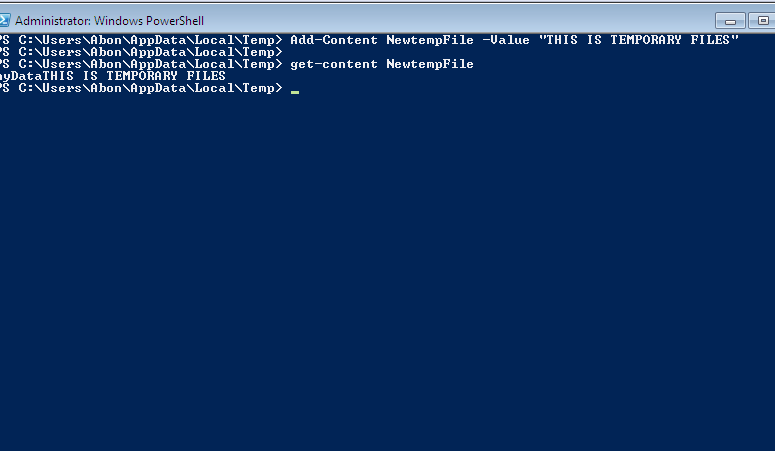 Administrator: Windows PowerShell
PS C:\Users\Abon\AppData\Local\Temp> Add-Content NewtempFile -Value "THIS IS TEMPORARY FILES"
PS C:\Users\Abon\AppData\Local\Temp>
PS C:\Users\Abon\AppData\Local\Temp> get-content NewtempFile
myDataTHIS IS TEMPORARY FILES
PS C:\Users\Abon\AppData\Local\Temp>